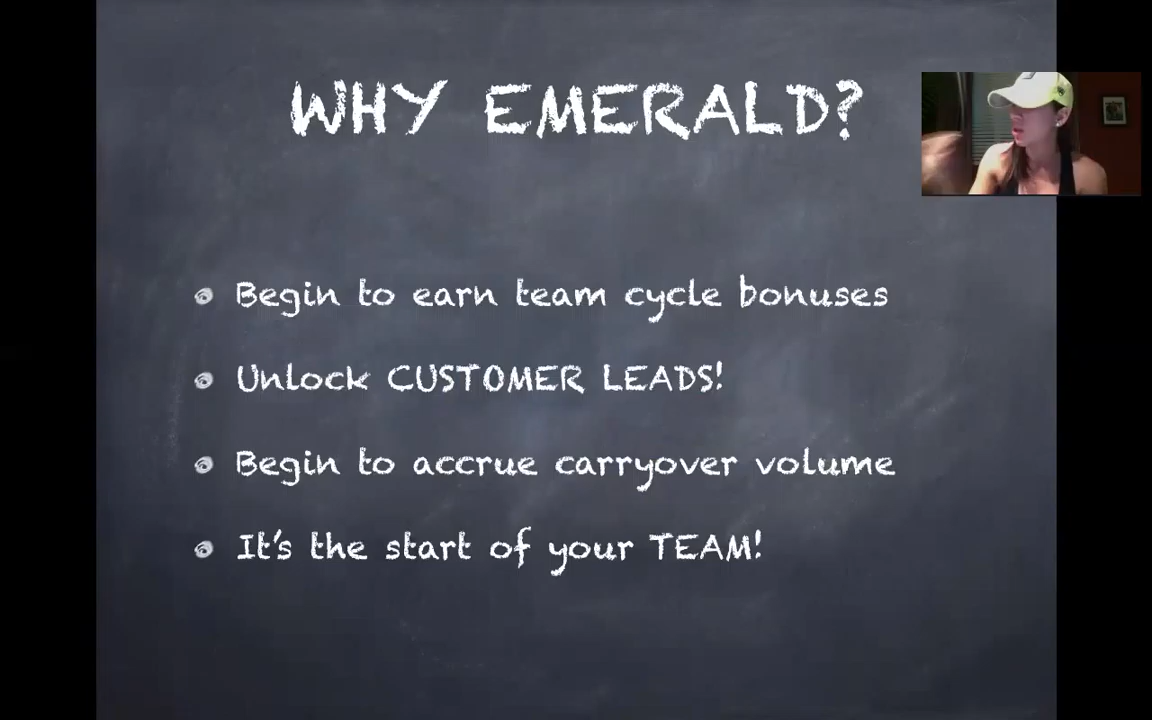 WHY EMERALD?
Begin to earn team cycle bonuses
Unlock CUSTOMER LEADS!
Begin to accrue carryover volume
It's the start of your TEAM!